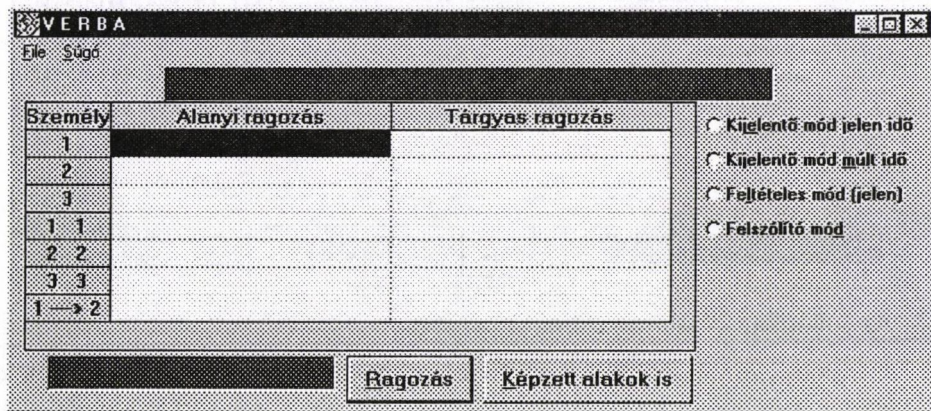 VERBA
File Súgó
Személy Alanyi ragozás Tárgyas ragozás
1
2
3
1 1
2 2
3 3
1 → 2
Kijelentő mód jelen idő
Kijelentő mód múlt idő
Feltételes mód (jelen)
Felszólító mód
Ragozás Képzett alakok is